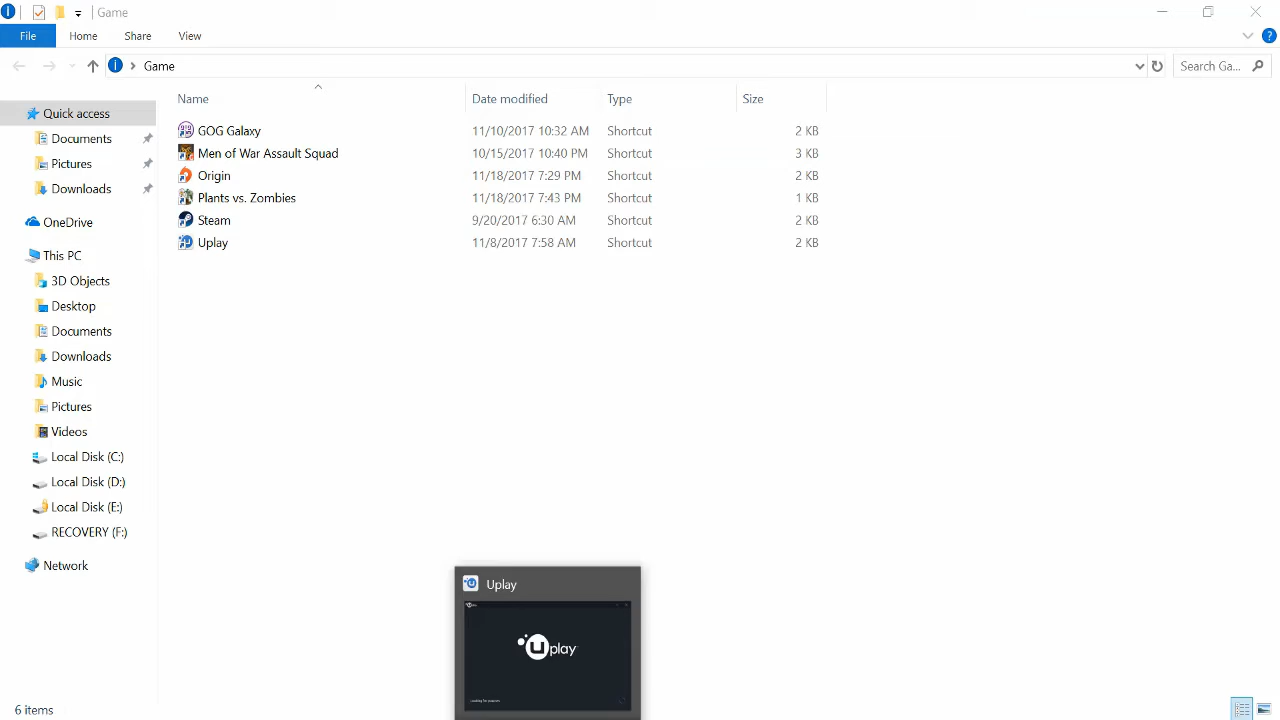 Game
File Home Share View
Game
Search Ga...
Name Date modified Type Size
Quick access
Documents
Pictures
Downloads
OneDrive
This PC
3D Objects
Desktop
Documents
Downloads
Music
Pictures
Videos
Local Disk (C:)
Local Disk (D:)
Local Disk (E:)
RECOVERY (F:)
Network
GOG Galaxy 11/10/2017 10:32 AM Shortcut 2 KB
Men of War Assault Squad 10/15/2017 10:40 PM Shortcut 3 KB
Origin 11/18/2017 7:29 PM Shortcut 2 KB
Plants vs. Zombies 11/18/2017 7:43 PM Shortcut 1 KB
Steam 9/20/2017 6:30 AM Shortcut 2 KB
Uplay 11/8/2017 7:58 AM Shortcut 2 KB
Uplay
uplay
6 items